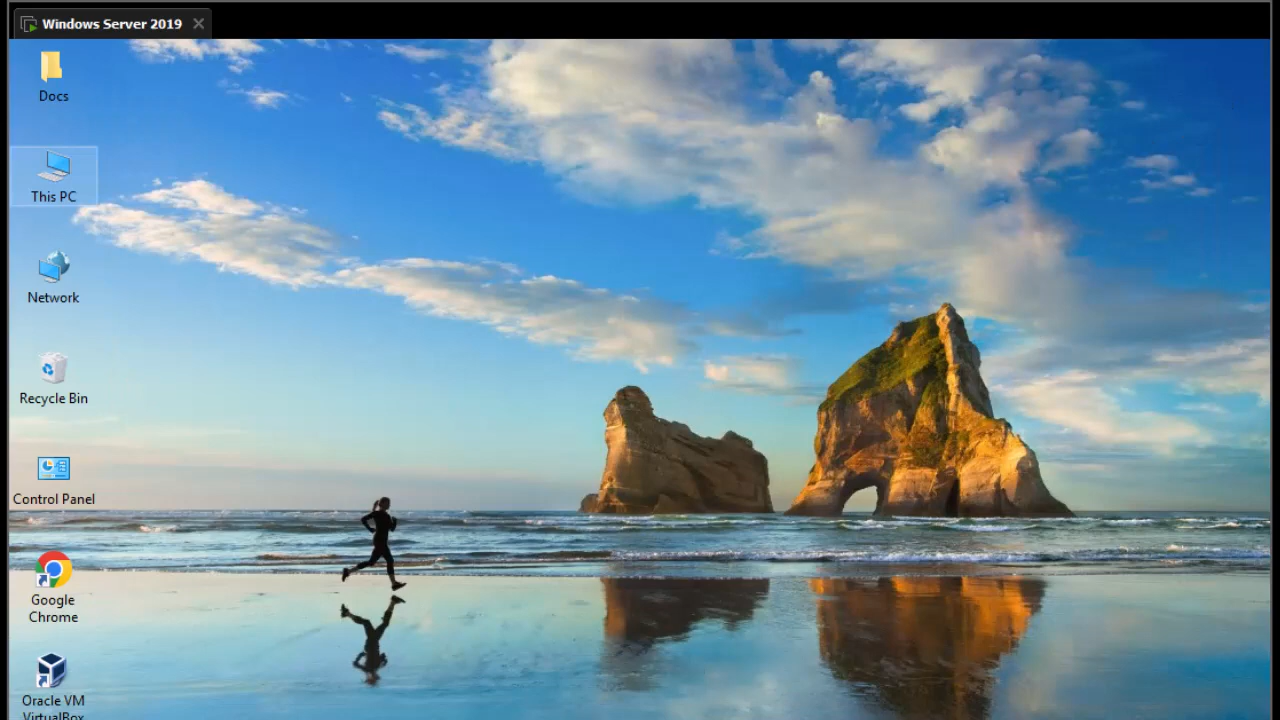 Windows Server 2019
Docs
This PC
Network
Recycle Bin
Control Panel
Google
Chrome
Oracle VM
VirtualBox